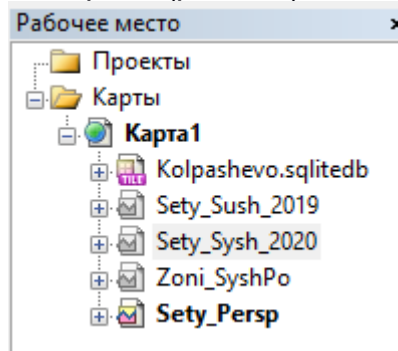 Рабочее место
Проекты
Карты
Карта1
Kolpashevo.sqlitedb
Sety_Sush_2019
Sety_Sysh_2020
Zoni_SyshPo
Sety_Persp